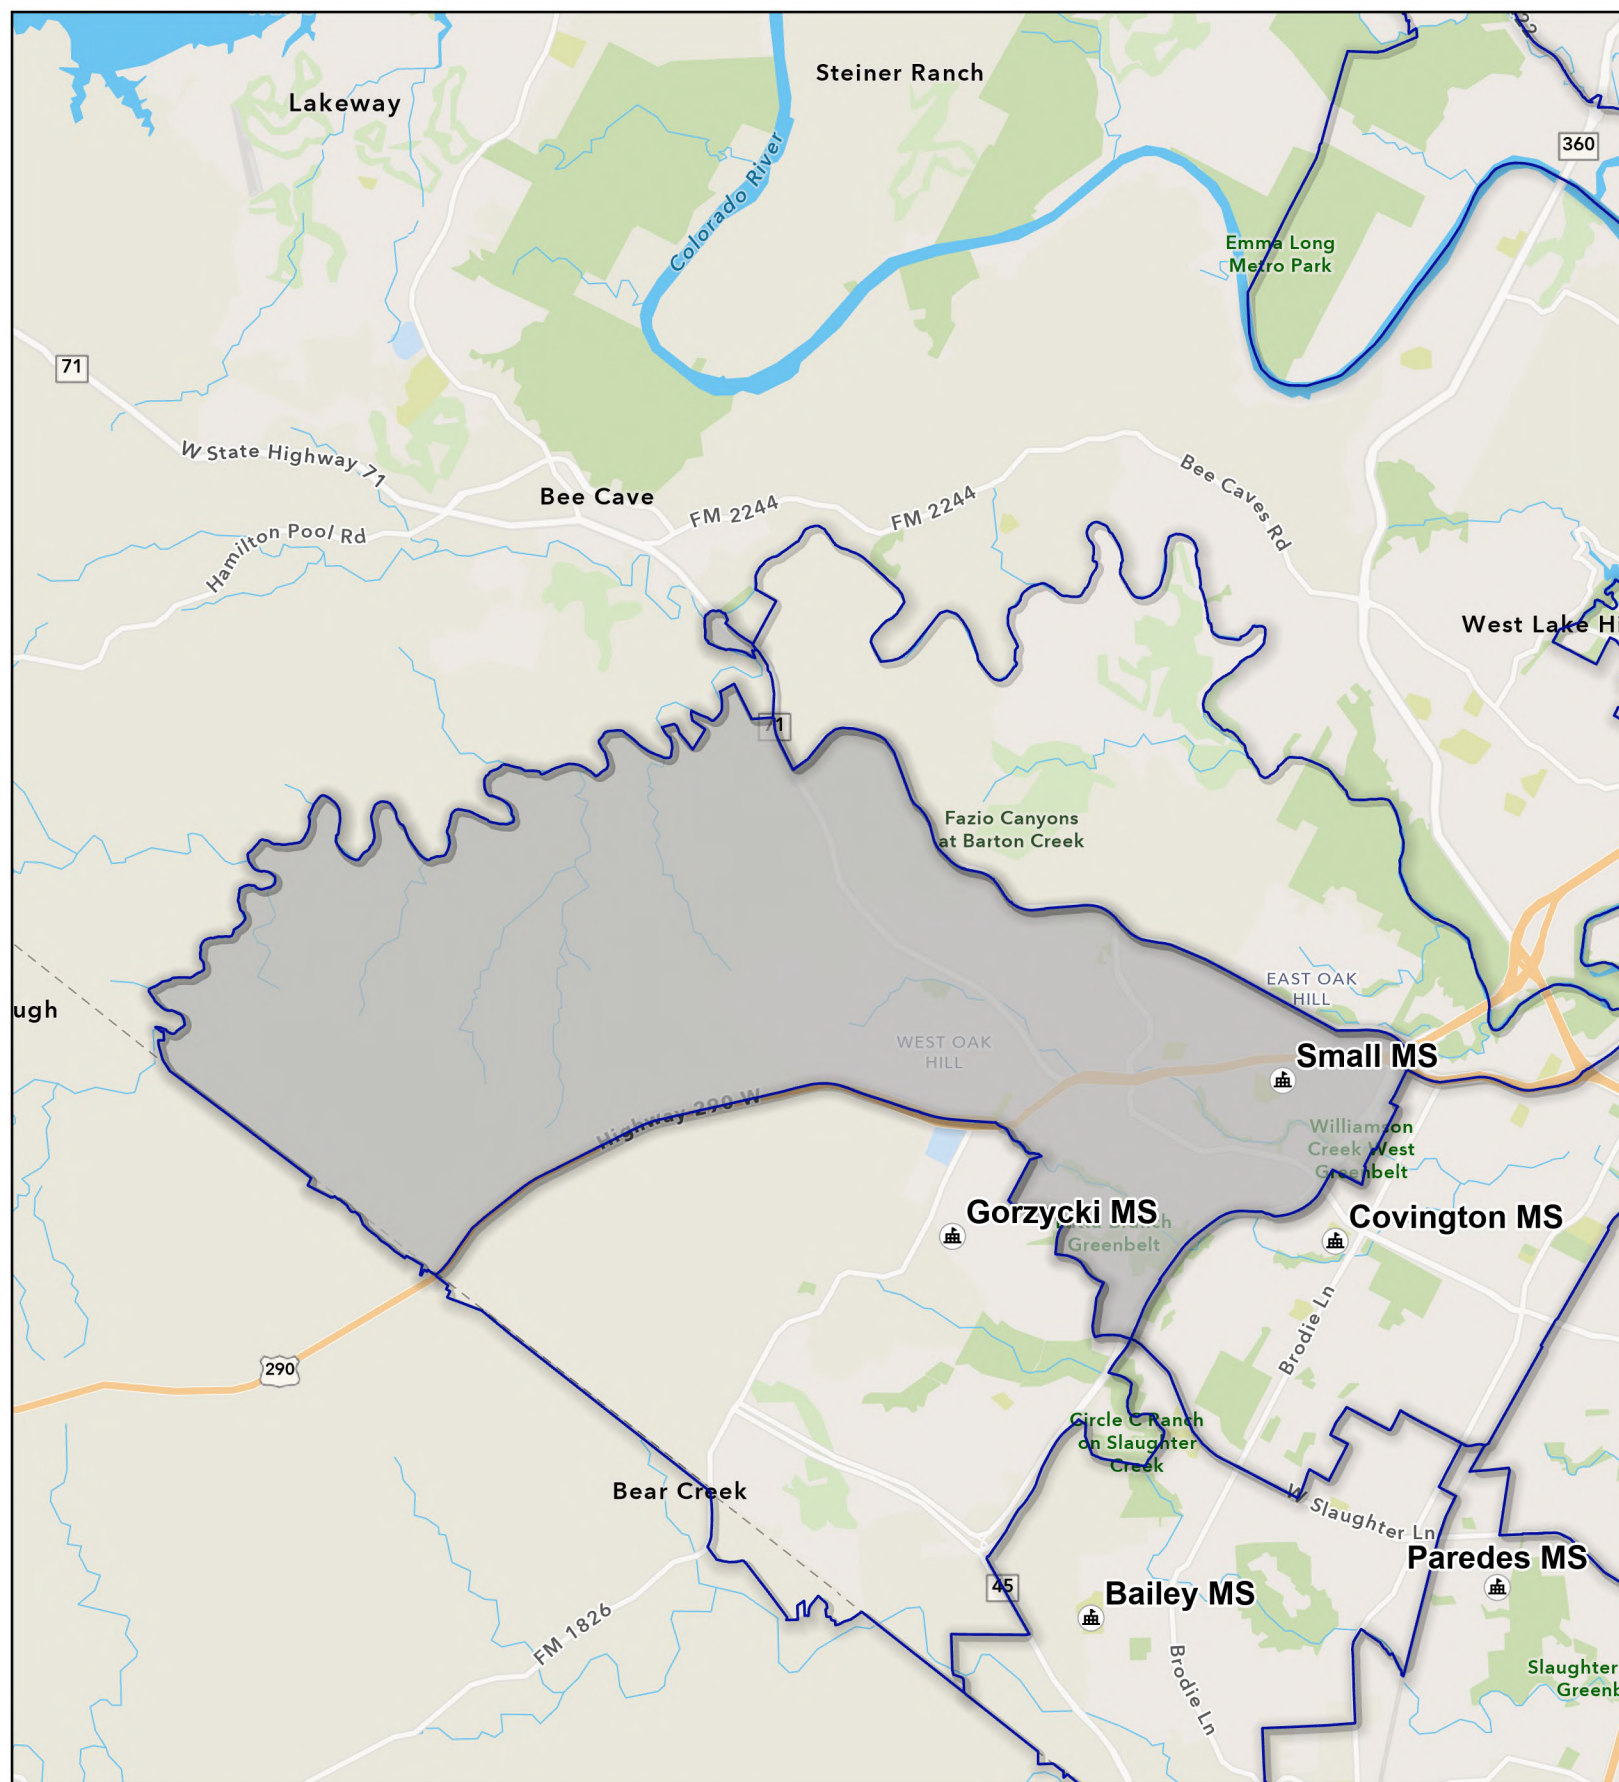 22
Steiner Ranch
Lakeway
360
Colorado River
Emma Long
Metro Park
71
W State Highway 71
Bee Caves Rd
Bee Cave
FM 2244
FM 2244
Hamilton Pool Rd
West Lake Hi
71
Fazio Canyons
at Barton Creek
EAST OAK
HILL
ugh
WEST OAK
HILL
Small MS
Highway 290 W
Williamson
Creek West
Greenbelt
Gorzycki MS
Covington MS
Branch
Greenbelt
Brodie Ln
290
Circle C Ranch
on Slaughter
Creek
Bear Creek
W Slaughter Ln
Paredes MS
45
Bailey MS
FM 1826
Brodie Ln
Slaughter
Greenb